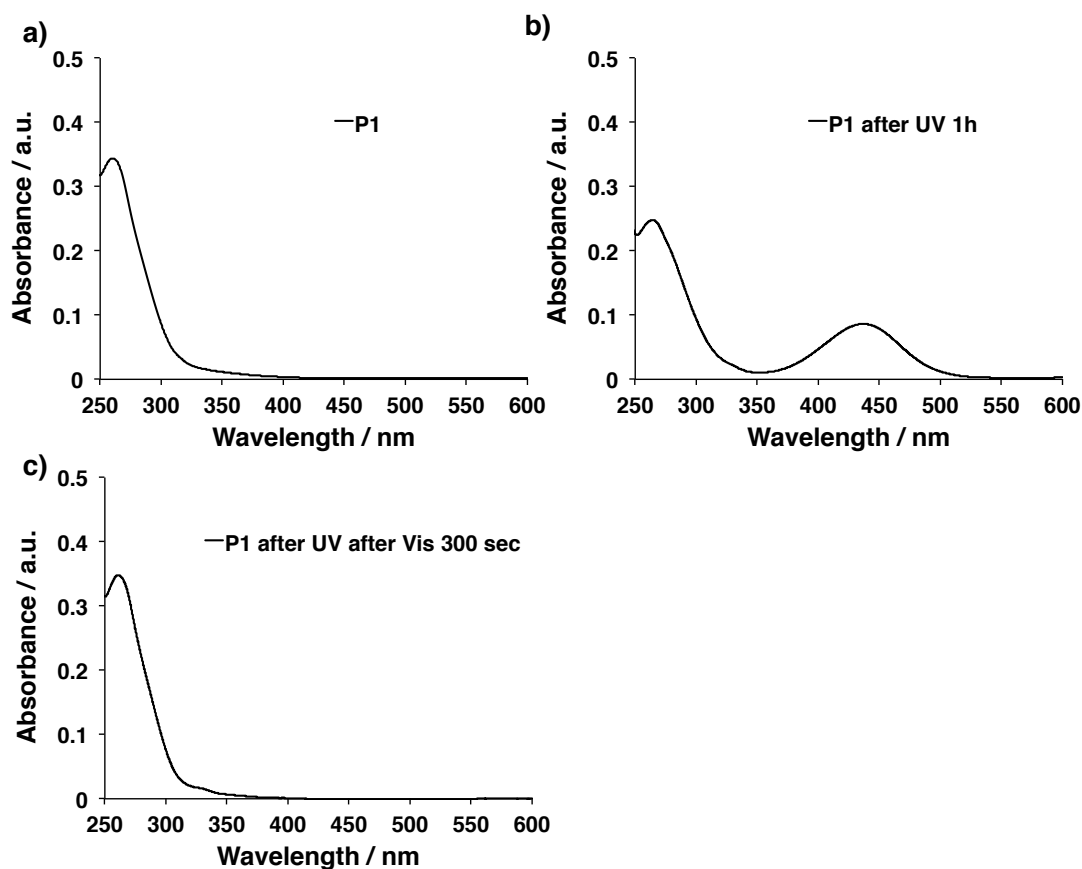 a)
0.5
0.4
0.3
0.2
0.1
0
250 300 350 400 450 500 550 600
Absorbance / a.u.
Wavelength / nm
P1
b)
0.5
0.4
0.3
0.2
0.1
0
250 300 350 400 450 500 550 600
Absorbance / a.u.
Wavelength / nm
P1 after UV 1h
c)
0.5
0.4
0.3
0.2
0.1
0
250 300 350 400 450 500 550 600
Absorbance / a.u.
Wavelength / nm
P1 after UV after Vis 300 sec